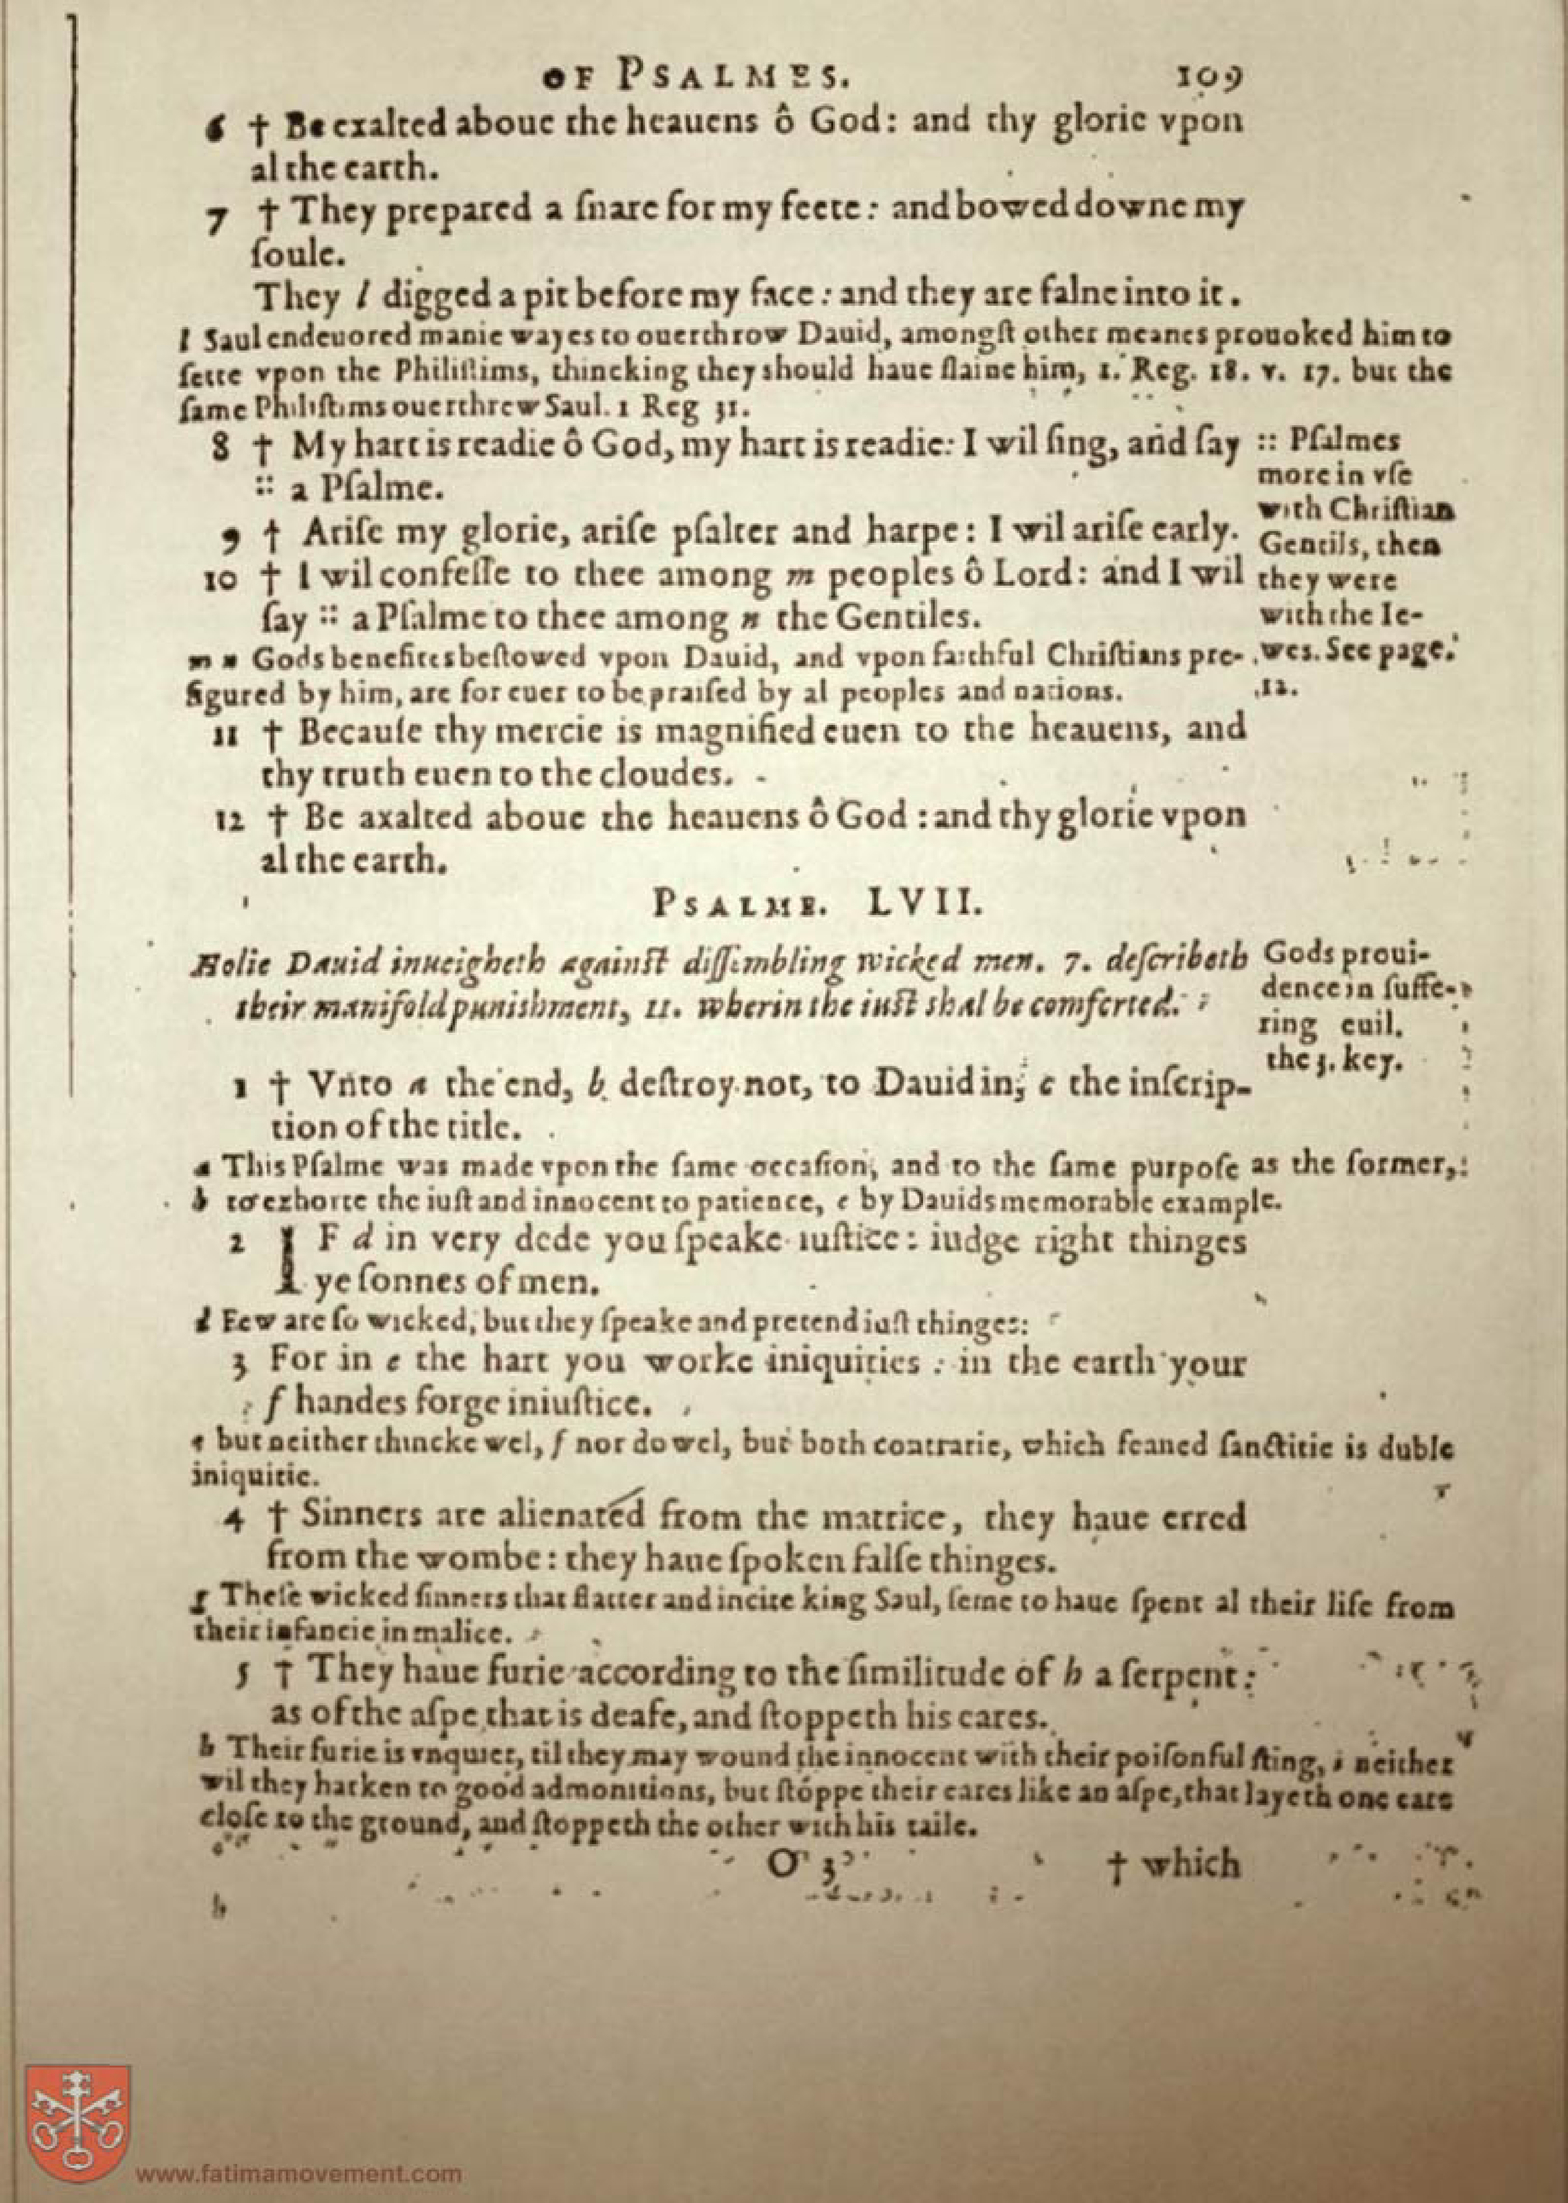 OF PSALMES. 109
6 † Be exalted aboue the heauens ô God: and thy glorie vpon
al the earth.
7 † They prepared a ſnare for my feete: and bowed downe my
ſoule.
They l digged a pit before my face: and they are falne into it.
l Saul endeuored manie wayes to ouerthrow Dauid, amongſt other meanes prouoked him to
ſette vpon the Philiſtims, thincking they should haue ſlaine him, 1. Reg. 18. v. 17. but the
ſame Philiſtims ouerthrew Saul. 1 Reg 31.
8 † My hart is readie ô God, my hart is readie: I wil ſing, and ſay
:: a Pſalme.
:: Pſalmes
more in vſe
with Chriſtian
Gentils, then
they were
with the Ie-
wes. See page.
12.
9 † Ariſe my glorie, ariſe pſalter and harpe: I wil ariſe early.
10 † I wil confeſſe to thee among m peoples ô Lord: and I wil
ſay :: a Pſalme to thee among n the Gentiles.
m n Gods benefittes beſtowed vpon Dauid, and vpon faithful Chriſtians pre-
figured by him, are for euer to be praiſed by al peoples and nations.
11 † Becauſe thy mercie is magnified euen to the heauens, and
thy truth euen to the cloudes.
12 † Be axalted aboue the heauens ô God : and thy glorie vpon
al the earth.
PSALME. LVII.
Holie Dauid inueigheth againſt diſſembling wicked men. 7. deſcribeth
their manifold punishment, 11. wherin the iuſt shal be comforted.
Gods proui-
dence in ſuffe-
ring euil.
the 3. key.
1 † Vnto a the end, b deſtroy not, to Dauid in, c the inſcrip-
tion of the title.
a This Pſalme was made vpon the ſame occaſion, and to the ſame purpoſe as the former,
b to exhorte the iuſt and innocent to patience, c by Dauids memorable example.
2 IF d in very dede you ſpeake iuſtice: iudge right thinges
ye ſonnes of men.
d Few are ſo wicked, but they ſpeake and pretend iuſt thinges:
3 For in e the hart you worke iniquities : in the earth your
f handes forge iniuſtice.
e but neither thincke wel, f nor do wel, but both contrarie, which feaned ſanctitie is duble
iniquitie.
4 † Sinners are alienated from the matrice, they haue erred
from the wombe: they haue ſpoken falſe thinges.
g Theſe wicked ſinners that flatter and incite king Saul, ſeme to haue ſpent al their life from
their infancie in malice.
5 † They haue furie according to the ſimilitude of h a ſerpent:
as of the aſpe that is deafe, and ſtoppeth his eares.
h Their furie is vnquiet, til they may wound the innocent with their poiſonful ſting, i neither
wil they harken to good admonitions, but ſtoppe their eares like an aſpe, that layeth one eare
cloſe to the ground, and ſtoppeth the other with his taile.
O 3 † which
www.fatimamovement.com